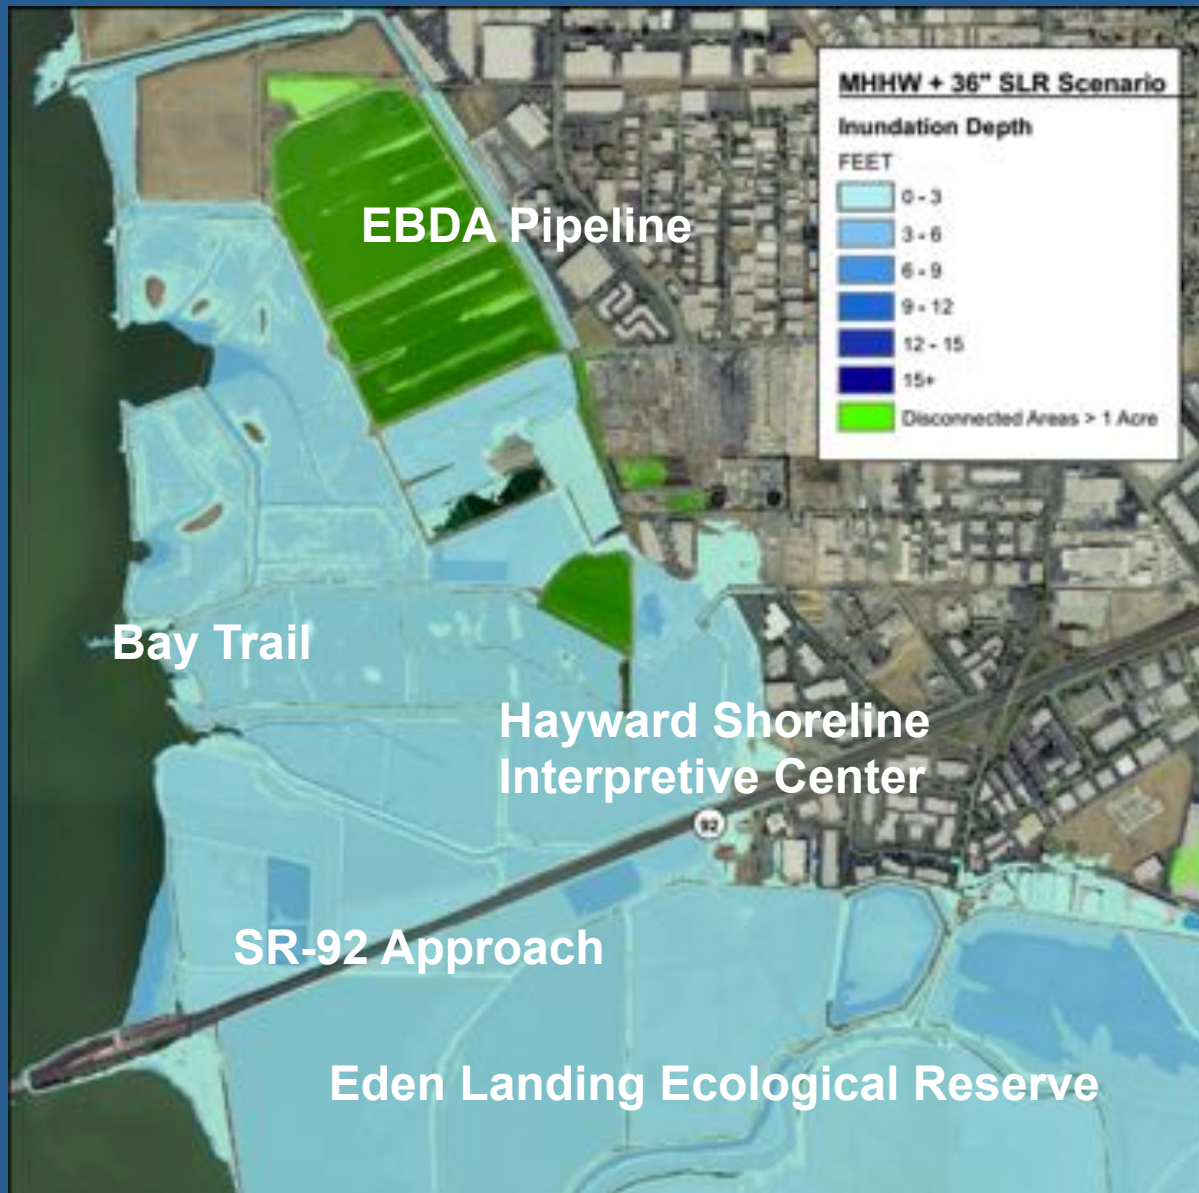 MHHW + 36" SLR Scenario
Inundation Depth
FEET
0 - 3
3 - 6
6 - 9
9 - 12
12 - 15
15+
Disconnected Areas > 1 Acre
EBDA Pipeline
Bay Trail
Hayward Shoreline
Interpretive Center
92
SR-92 Approach
Eden Landing Ecological Reserve